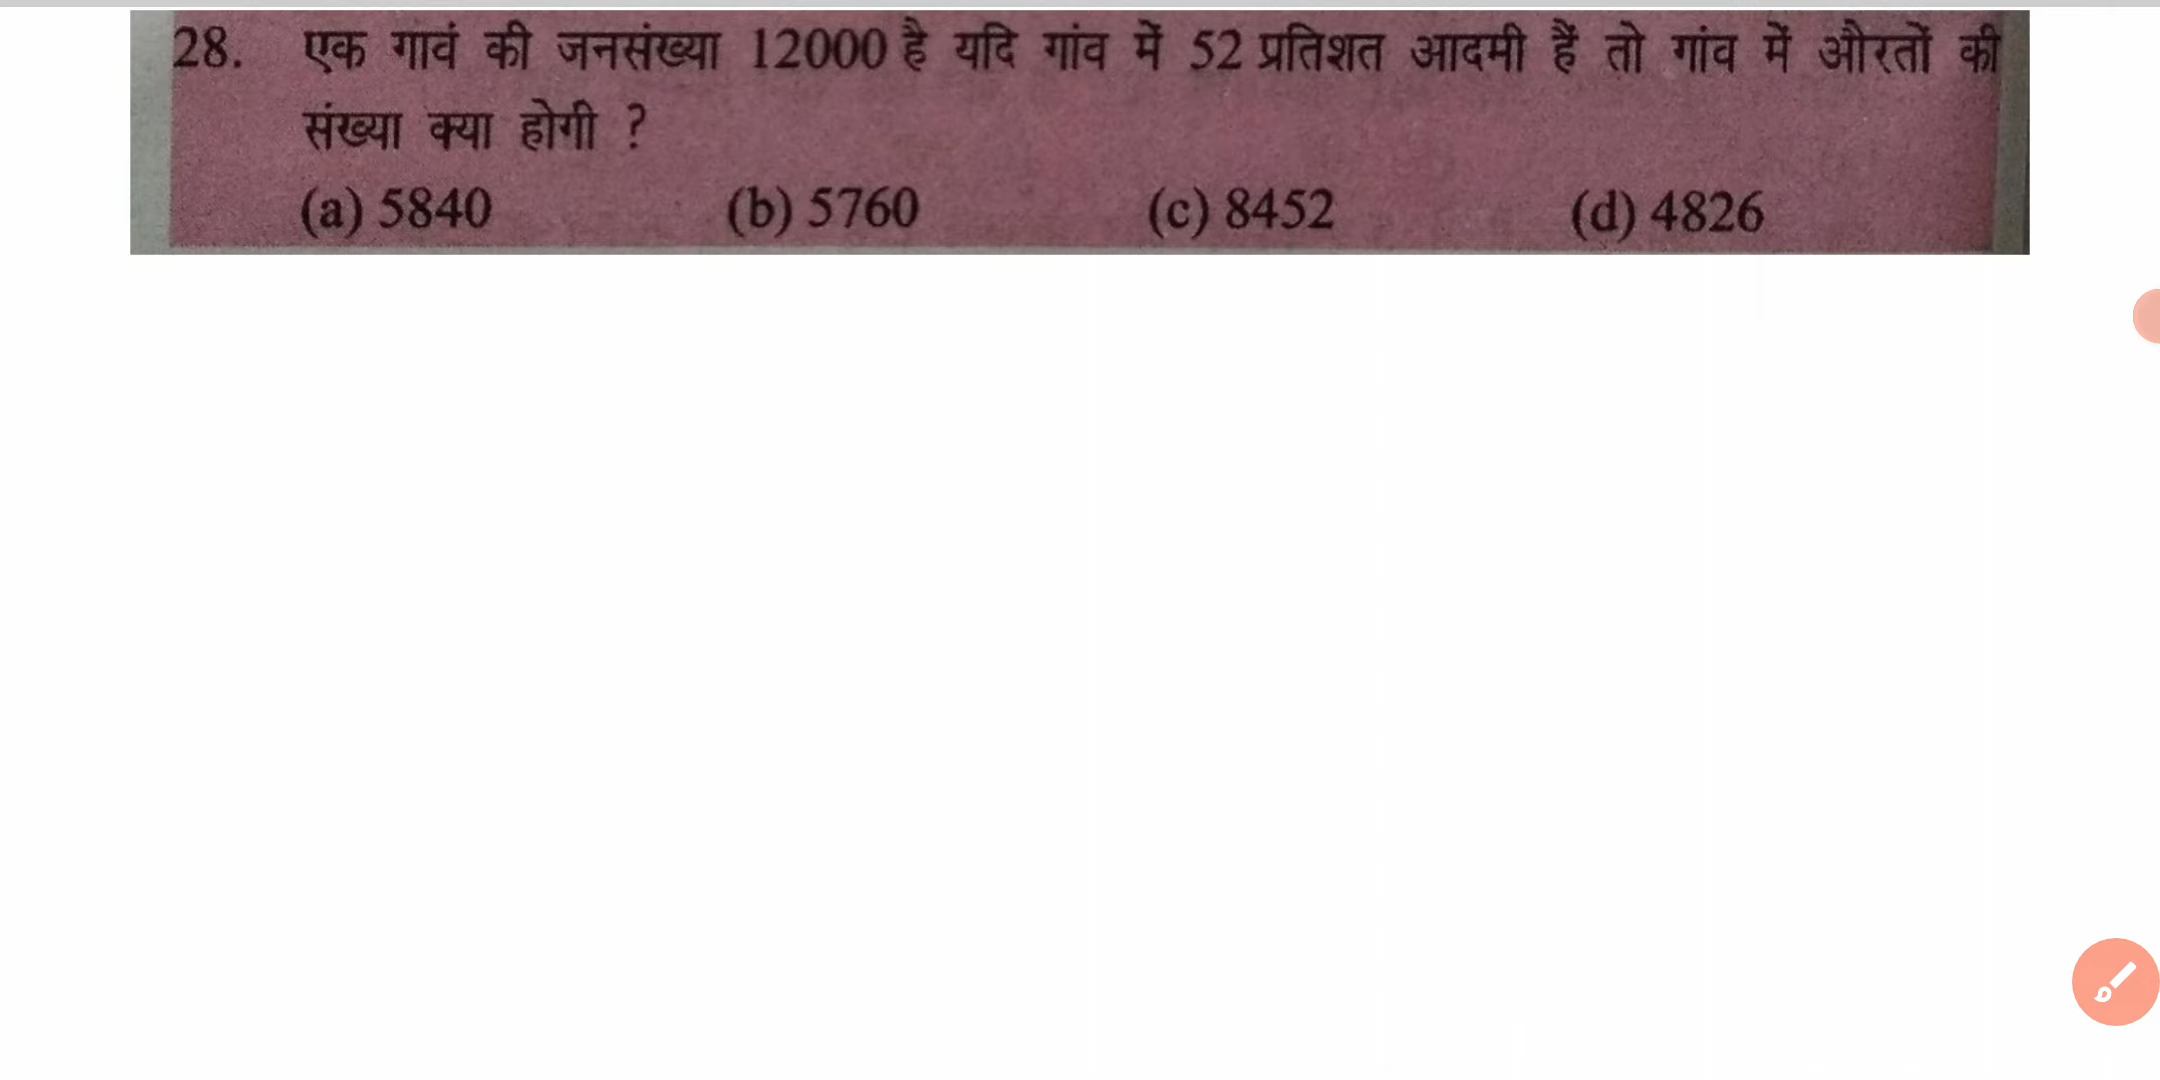 28. एक गावं की जनसंख्या 12000 है यदि गांव में 52 प्रतिशत आदमी हैं तो गांव में औरतों की
संख्या क्या होगी ?
(a) 5840 (b) 5760 (c) 8452 (d) 4826